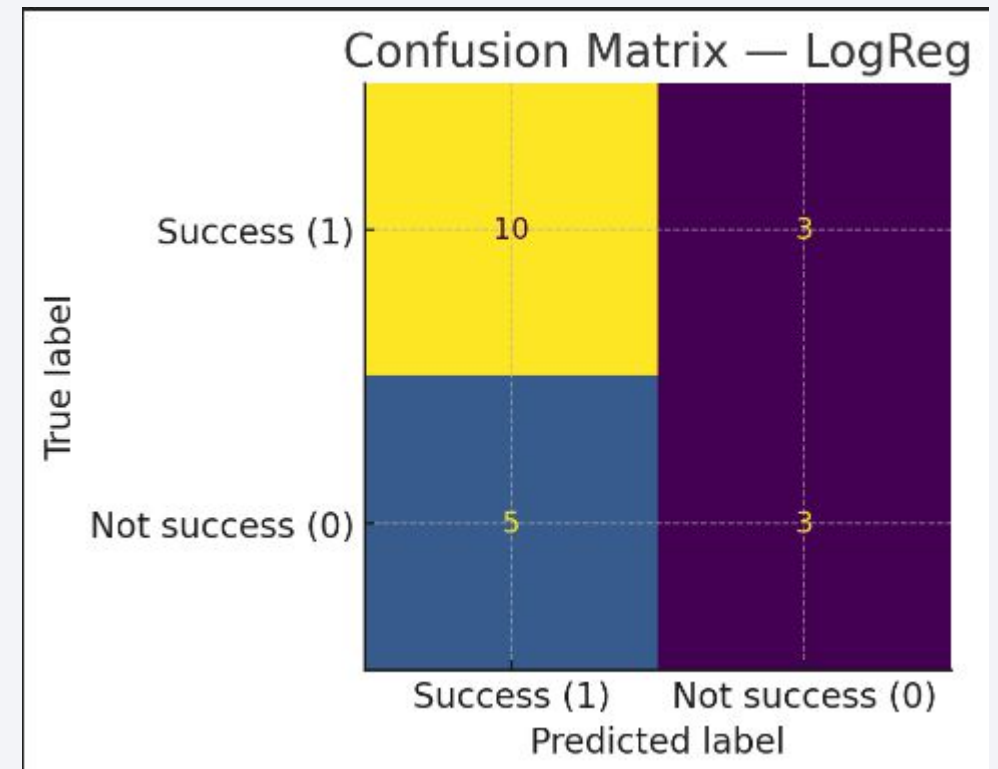 Confusion Matrix — LogReg
Success (1)
10
3
True label
Not success (0)
5
3
Success (1)
Not success (0)
Predicted label